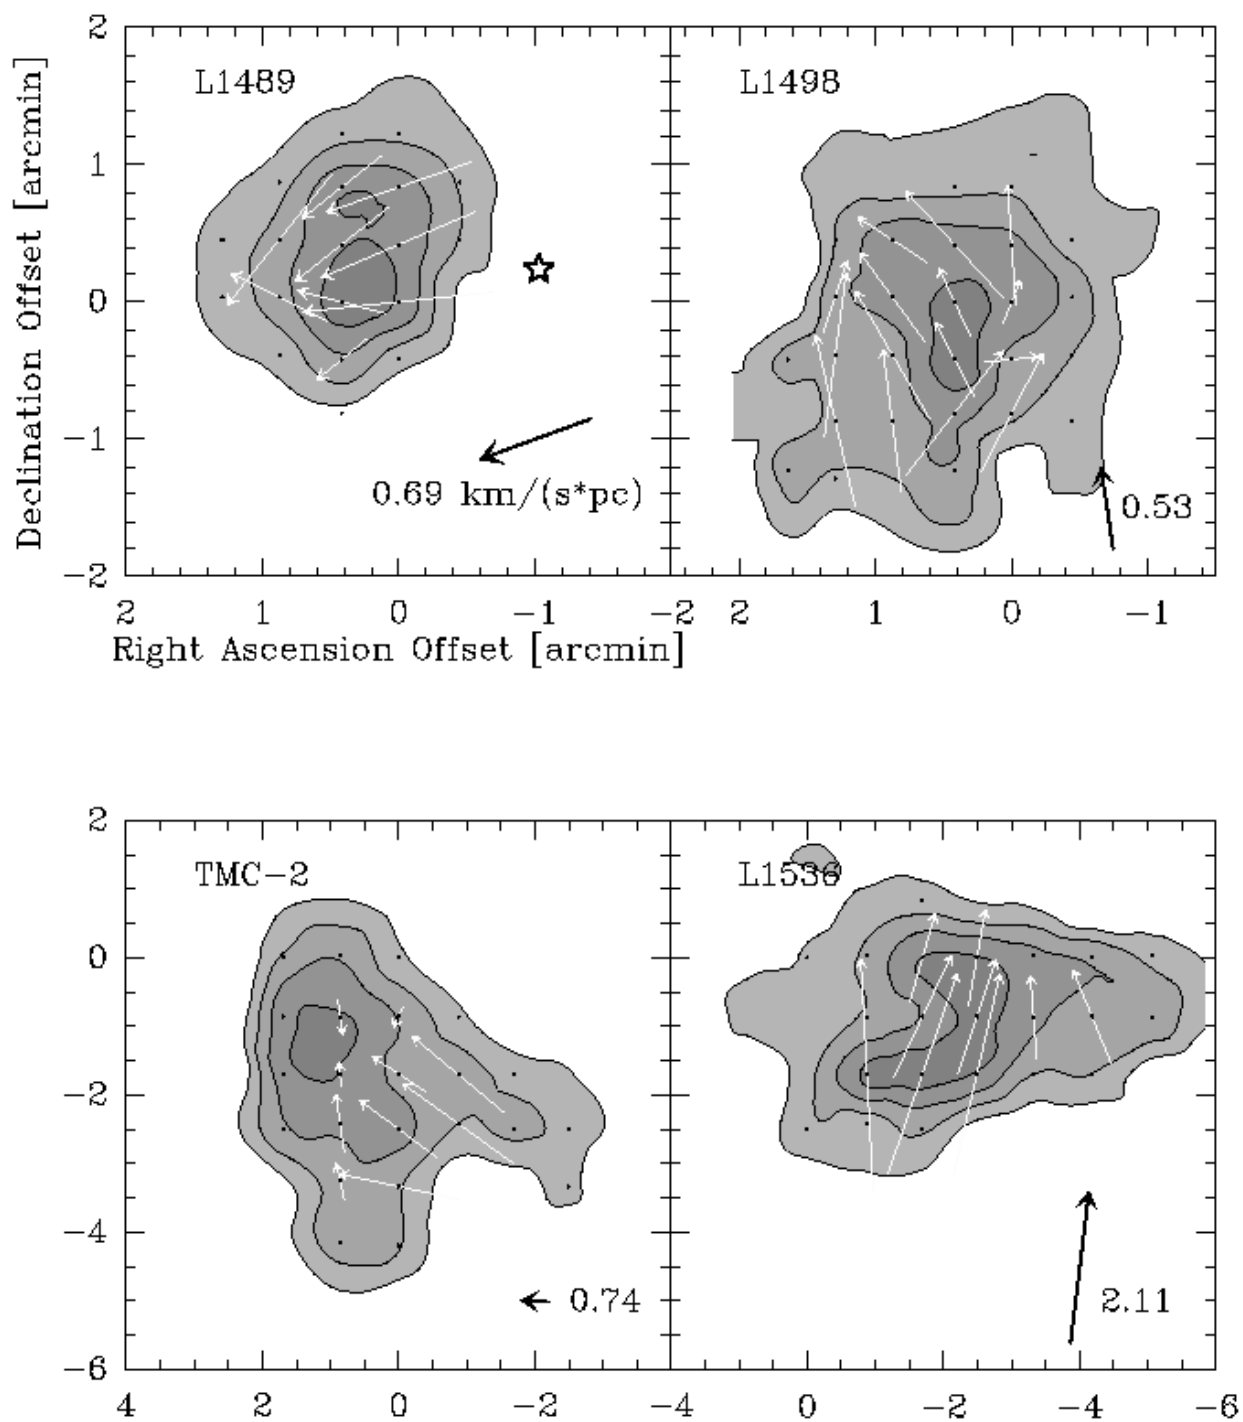 2
L1489
L1498
1
0
−1
−2
0.69 km/(s*pc)
0.53
2 1 0 −1 −2 2 1 0 −1
Declination Offset [arcmin]
Right Ascension Offset [arcmin]
2
TMC−2
L1536
0
−2
−4
−6
0.74
2.11
4 2 0 0 −2 −4 −6